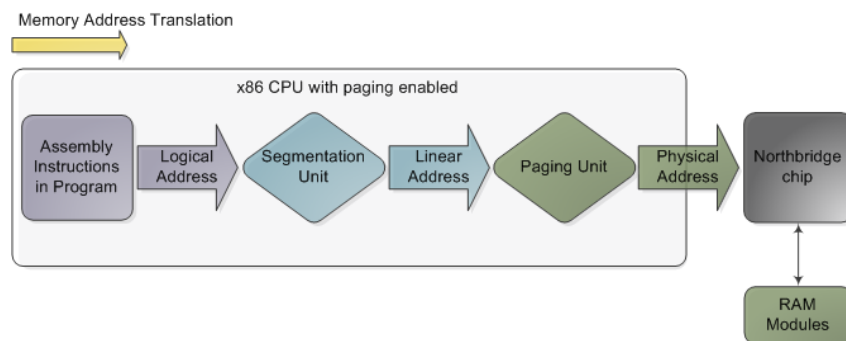 Memory Address Translation
x86 CPU with paging enabled
Assembly
Instructions
in Program
Logical
Address
Segmentation
Unit
Linear
Address
Paging Unit
Physical
Address
Northbridge
chip
RAM
Modules